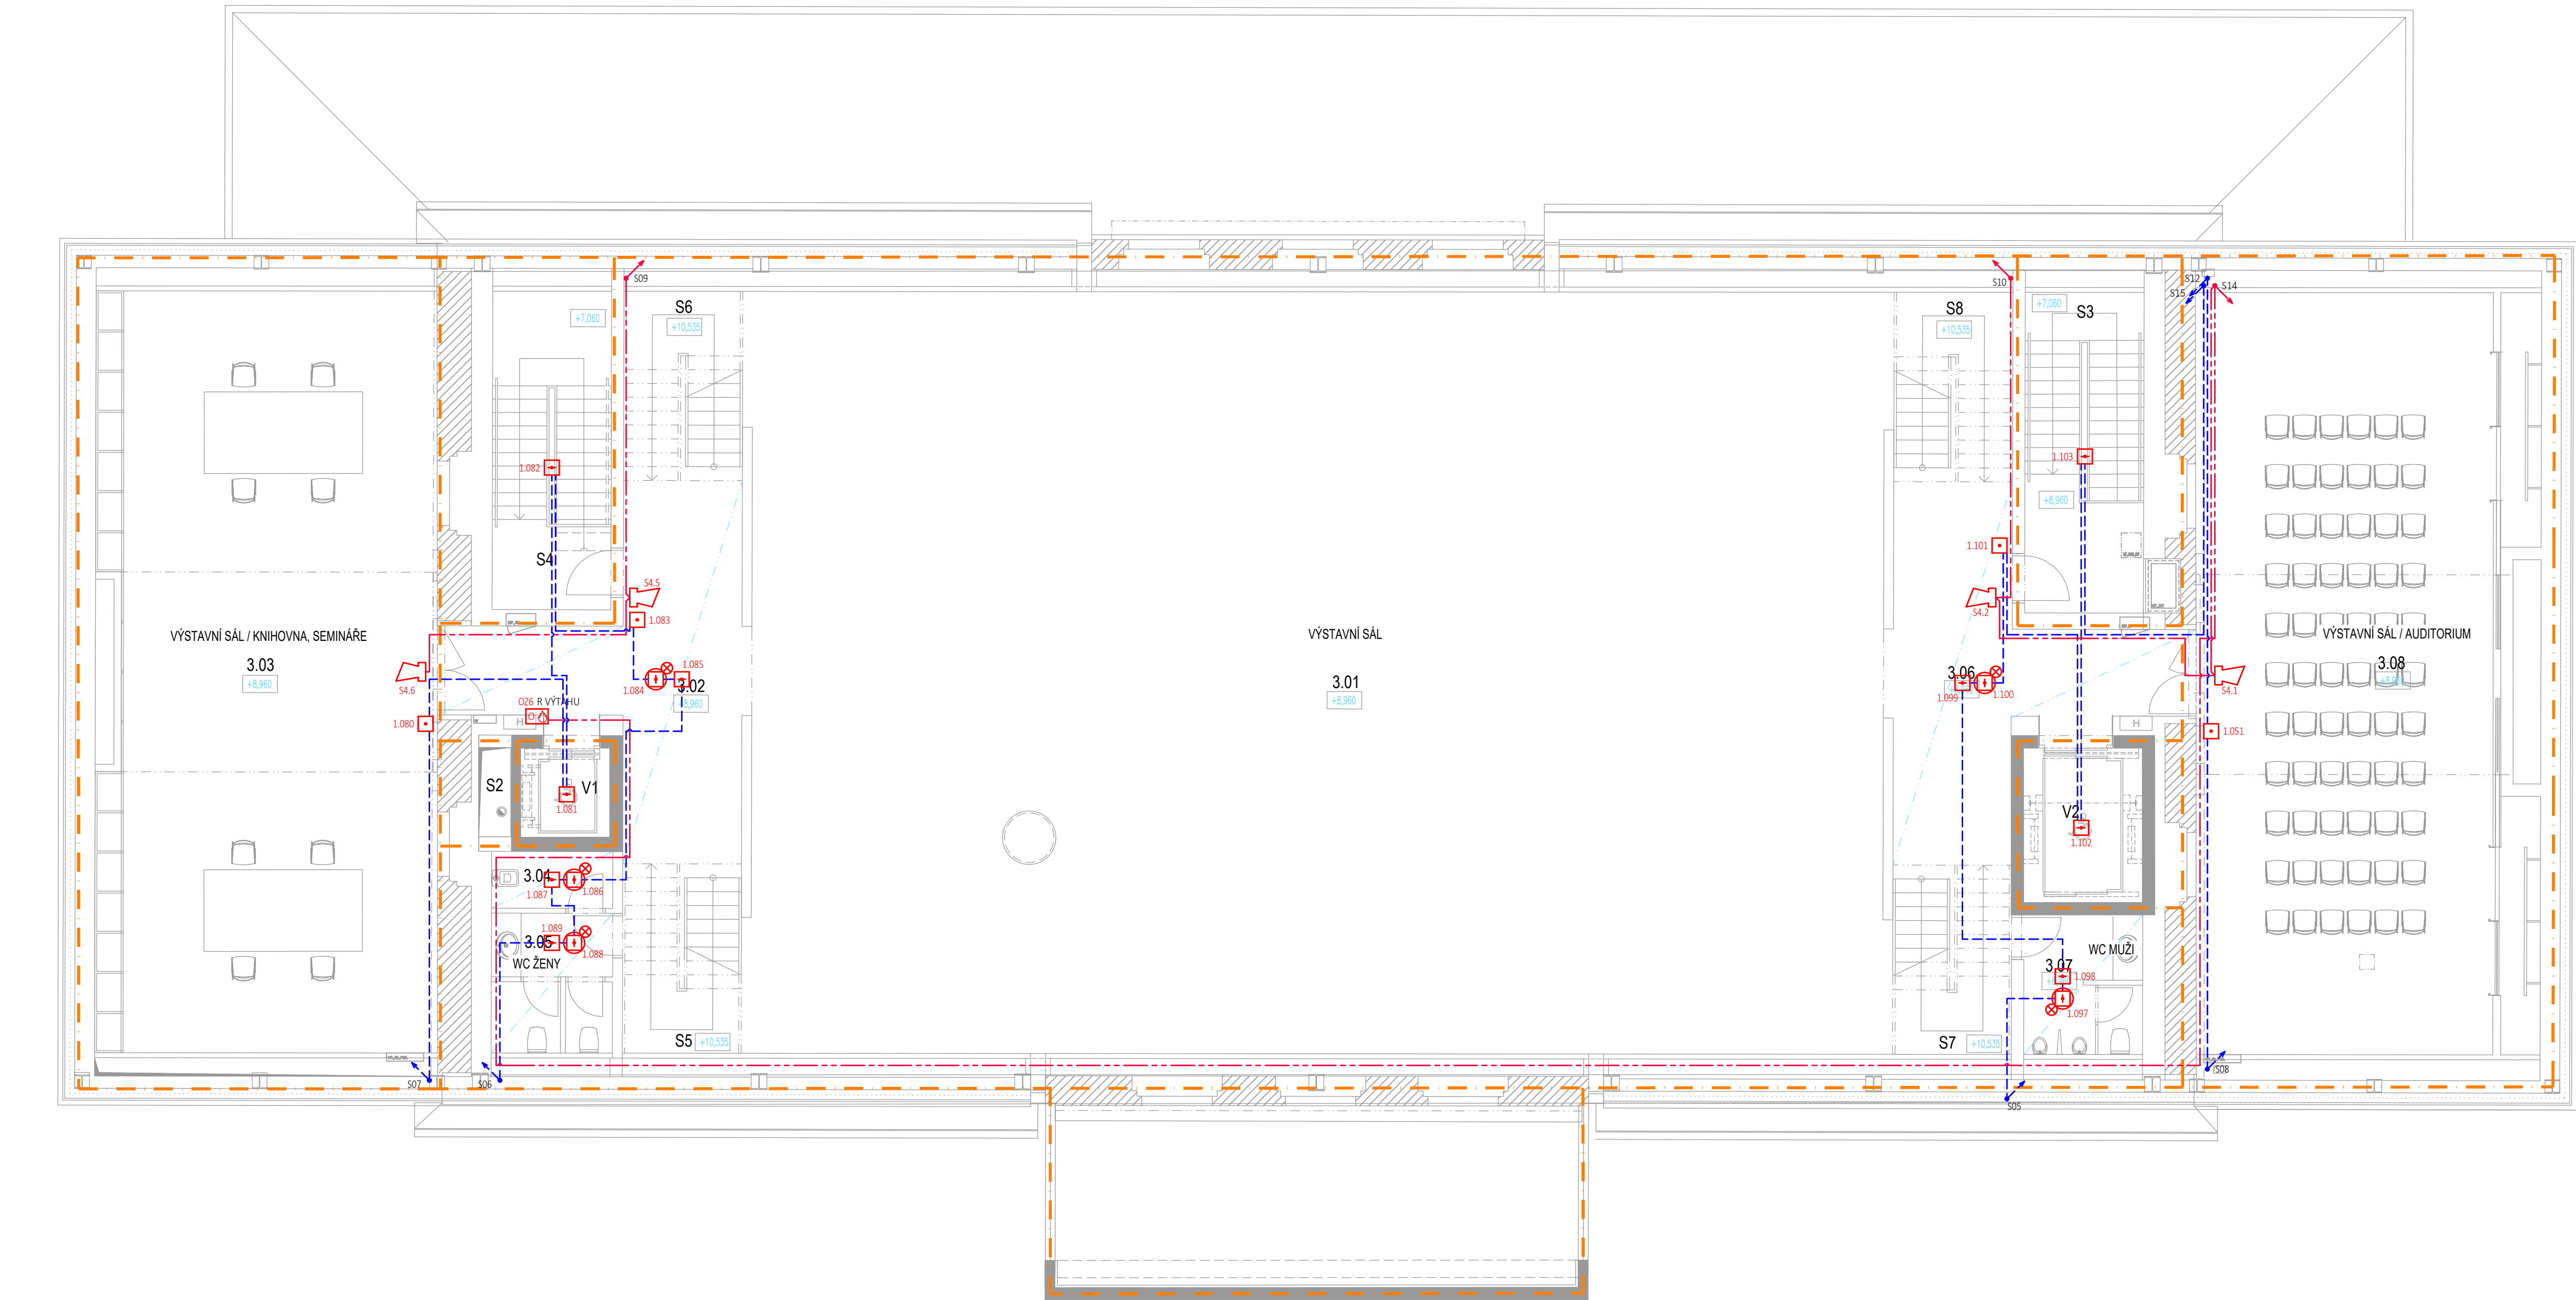 S09
S10
S12
S15
S14
S6
S8
S3
+7,060
+10,535
+10,535
+7,060
1.082
1.103
+8,960
S4
1.101
S4.5
S4.2
1.083
VÝSTAVNÍ SÁL / KNIHOVNA, SEMINÁŘE
VÝSTAVNÍ SÁL
VÝSTAVNÍ SÁL / AUDITORIUM
3.03
+8,960
1.085
3.06
3.08
+8,960
S4.6
1.084
3.02
+8,960
3.01
+8,960
1.099
1.100
S4.1
OZ6 R VÝTAHU
1.080
H
H
1.051
S2
V1
1.081
V2
1.102
3.04
1.087
1.086
1.089
3.05
1.088
WC ŽENY
WC MUŽI
3.07
1.098
1.097
S5
+10,535
S7
+10,535
S07
S06
S05
S08